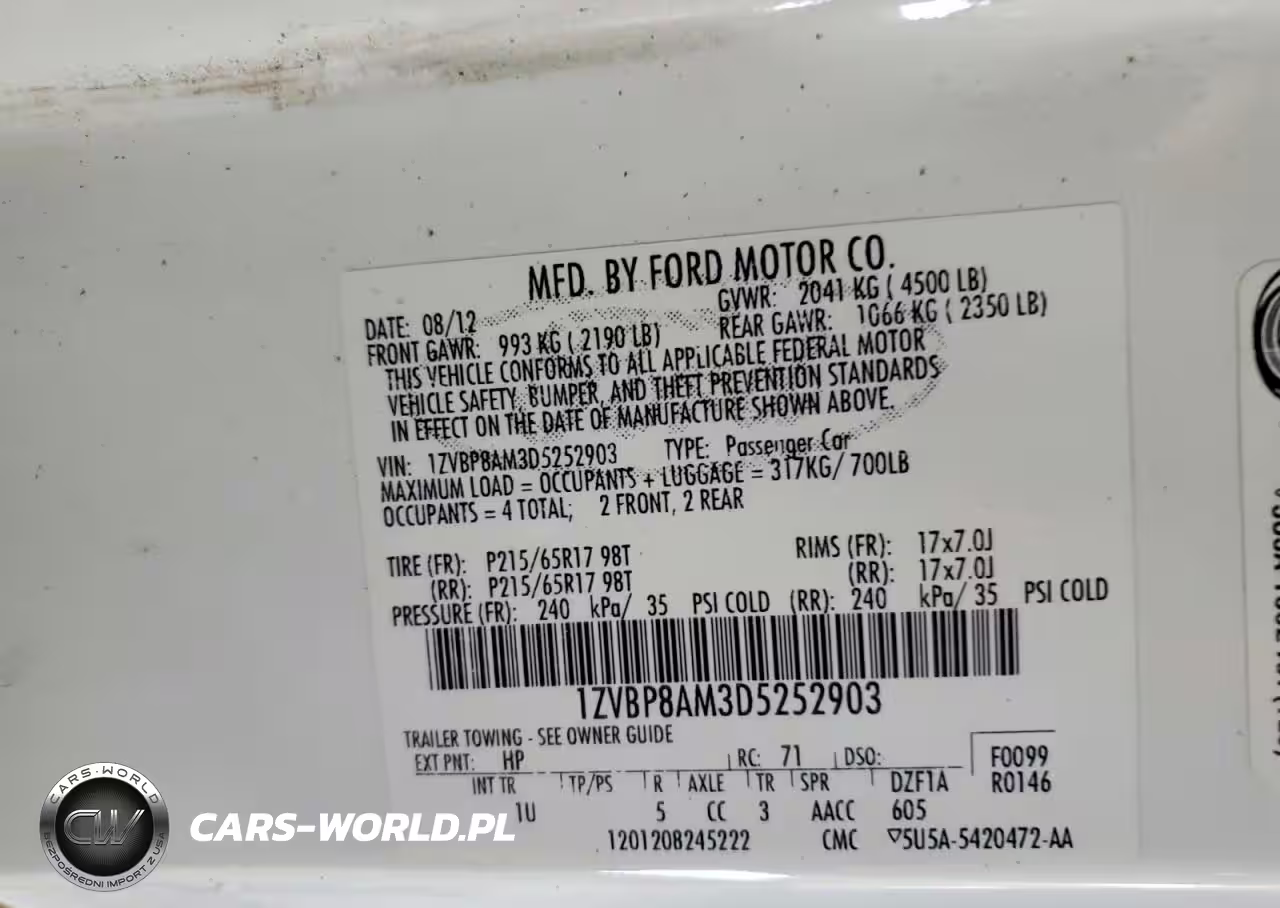 MFD. BY FORD MOTOR CO.
DATE: 08/12 GVWR: 2041 KG ( 4500 LB)
FRONT GAWR: 993 KG ( 2190 LB) REAR GAWR: 1066 KG ( 2350 LB)
THIS VEHICLE CONFORMS TO ALL APPLICABLE FEDERAL MOTOR
VEHICLE SAFETY, BUMPER, AND THEFT PREVENTION STANDARDS
IN EFFECT ON THE DATE OF MANUFACTURE SHOWN ABOVE.
VIN: 1ZVBP8AM3D5252903 TYPE: Passenger Car
MAXIMUM LOAD = OCCUPANTS + LUGGAGE = 317KG/ 700LB
OCCUPANTS = 4 TOTAL; 2 FRONT, 2 REAR
TIRE (FR): P215/65R17 98T RIMS (FR): 17x7.0J
(RR): P215/65R17 98T (RR): 17x7.0J
PRESSURE (FR): 240 kPa/ 35 PSI COLD (RR): 240 kPa/ 35 PSI COLD
1ZVBP8AM3D5252903
TRAILER TOWING - SEE OWNER GUIDE
EXT PNT: HP RC: 71 DSO: F0099
INT TR TP/PS R AXLE TR SPR DZF1A R0146
1U 5 CC 3 AACC 605
1201208245222 CMC 5U5A-5420472-AA
CARS-WORLD
CW
BEZPOŚREDNI IMPORT Z USA
CARS-WORLD.PL